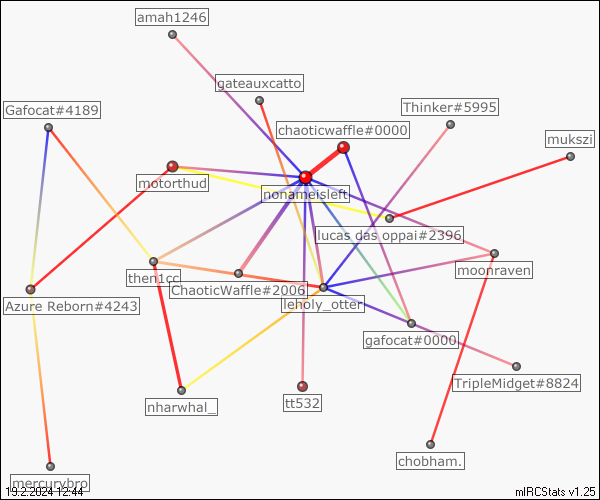 amah1246
gateauxcatto
Gafocat#4189
Thinker#5995
chaoticwaffle#0000
mukszi
motorthud
nonameisleft
lucas das oppai#2396
moonraven
then1cc
ChaoticWaffle#2006
leholy_otter
Azure Reborn#4243
gafocat#0000
TripleMidget#8824
nharwhal_
tt532
chobham.
mercurybro
19.2.2024 12:44
mIRCStats v1.25